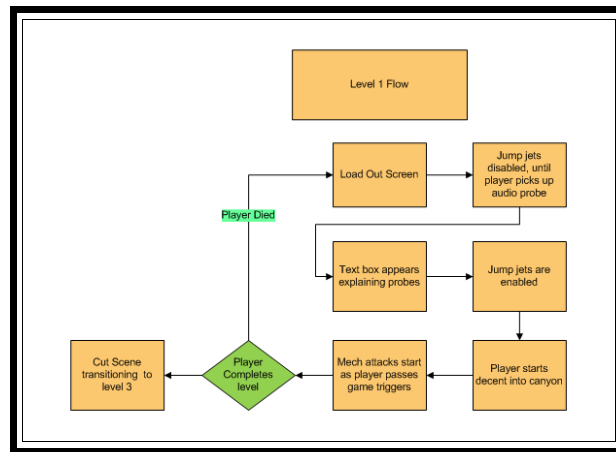 Level 1 Flow
Load Out Screen
Jump jets
disabled, until
player picks up
audio probe
Player Died
Text box appears
explaining probes
Jump jets are
enabled
Cut Scene
transitioning to
level 3
Player
Completes
level
Mech attacks start
as player passes
game triggers
Player starts
decent into canyon